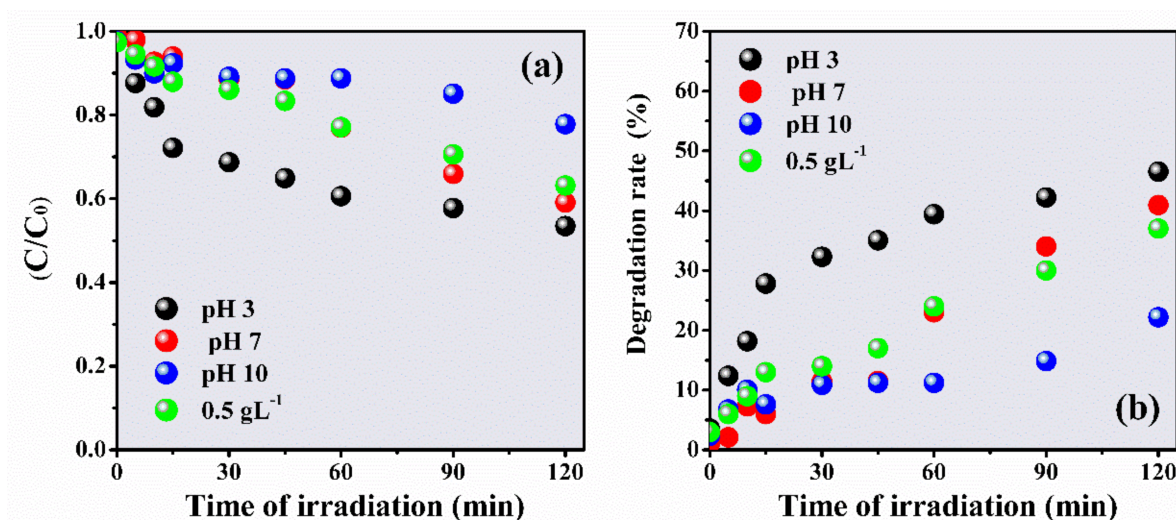 (a)
1.0
0.8
0.6
0.4
0.2
0.0
(C/C₀)
pH 3
pH 7
pH 10
0.5 gL⁻¹
0 30 60 90 120
Time of irradiation (min)
70
60
50
40
30
20
10
0
Degradation rate (%)
pH 3
pH 7
pH 10
0.5 gL⁻¹
(b)
0 30 60 90 120
Time of irradiation (min)